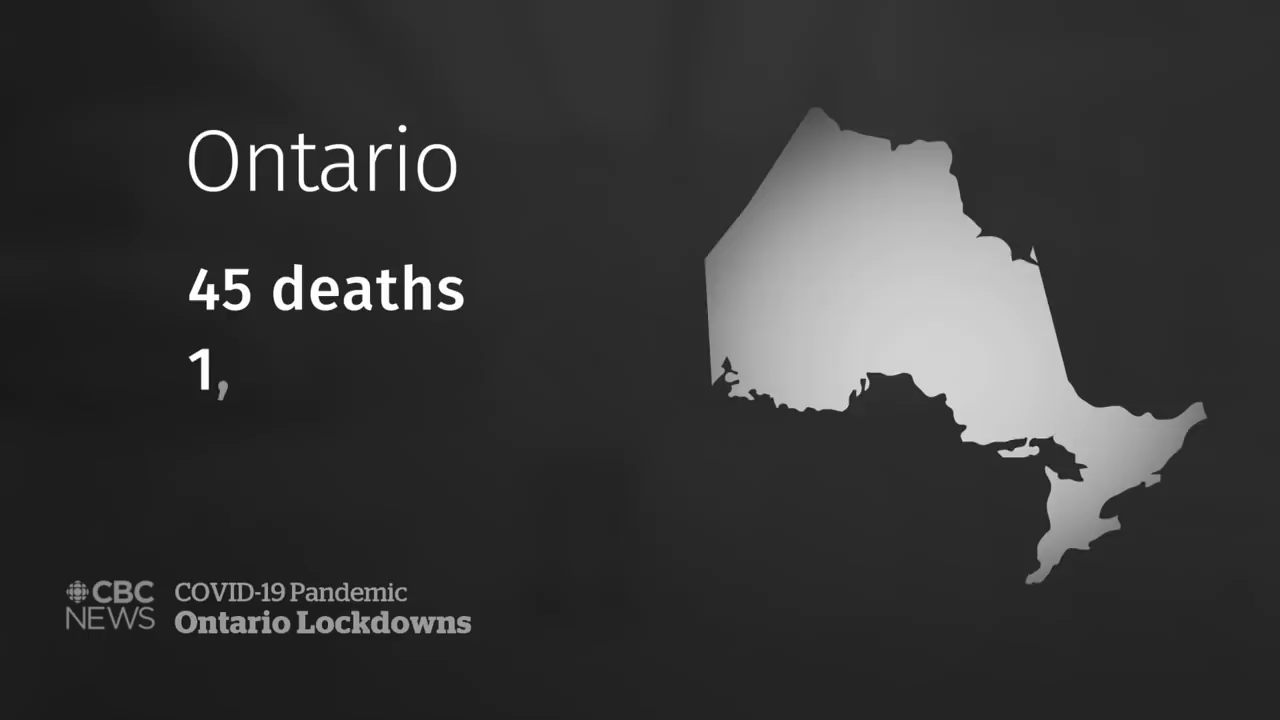 Ontario
45 deaths
1,
CBC
NEWS
COVID-19 Pandemic
Ontario Lockdowns